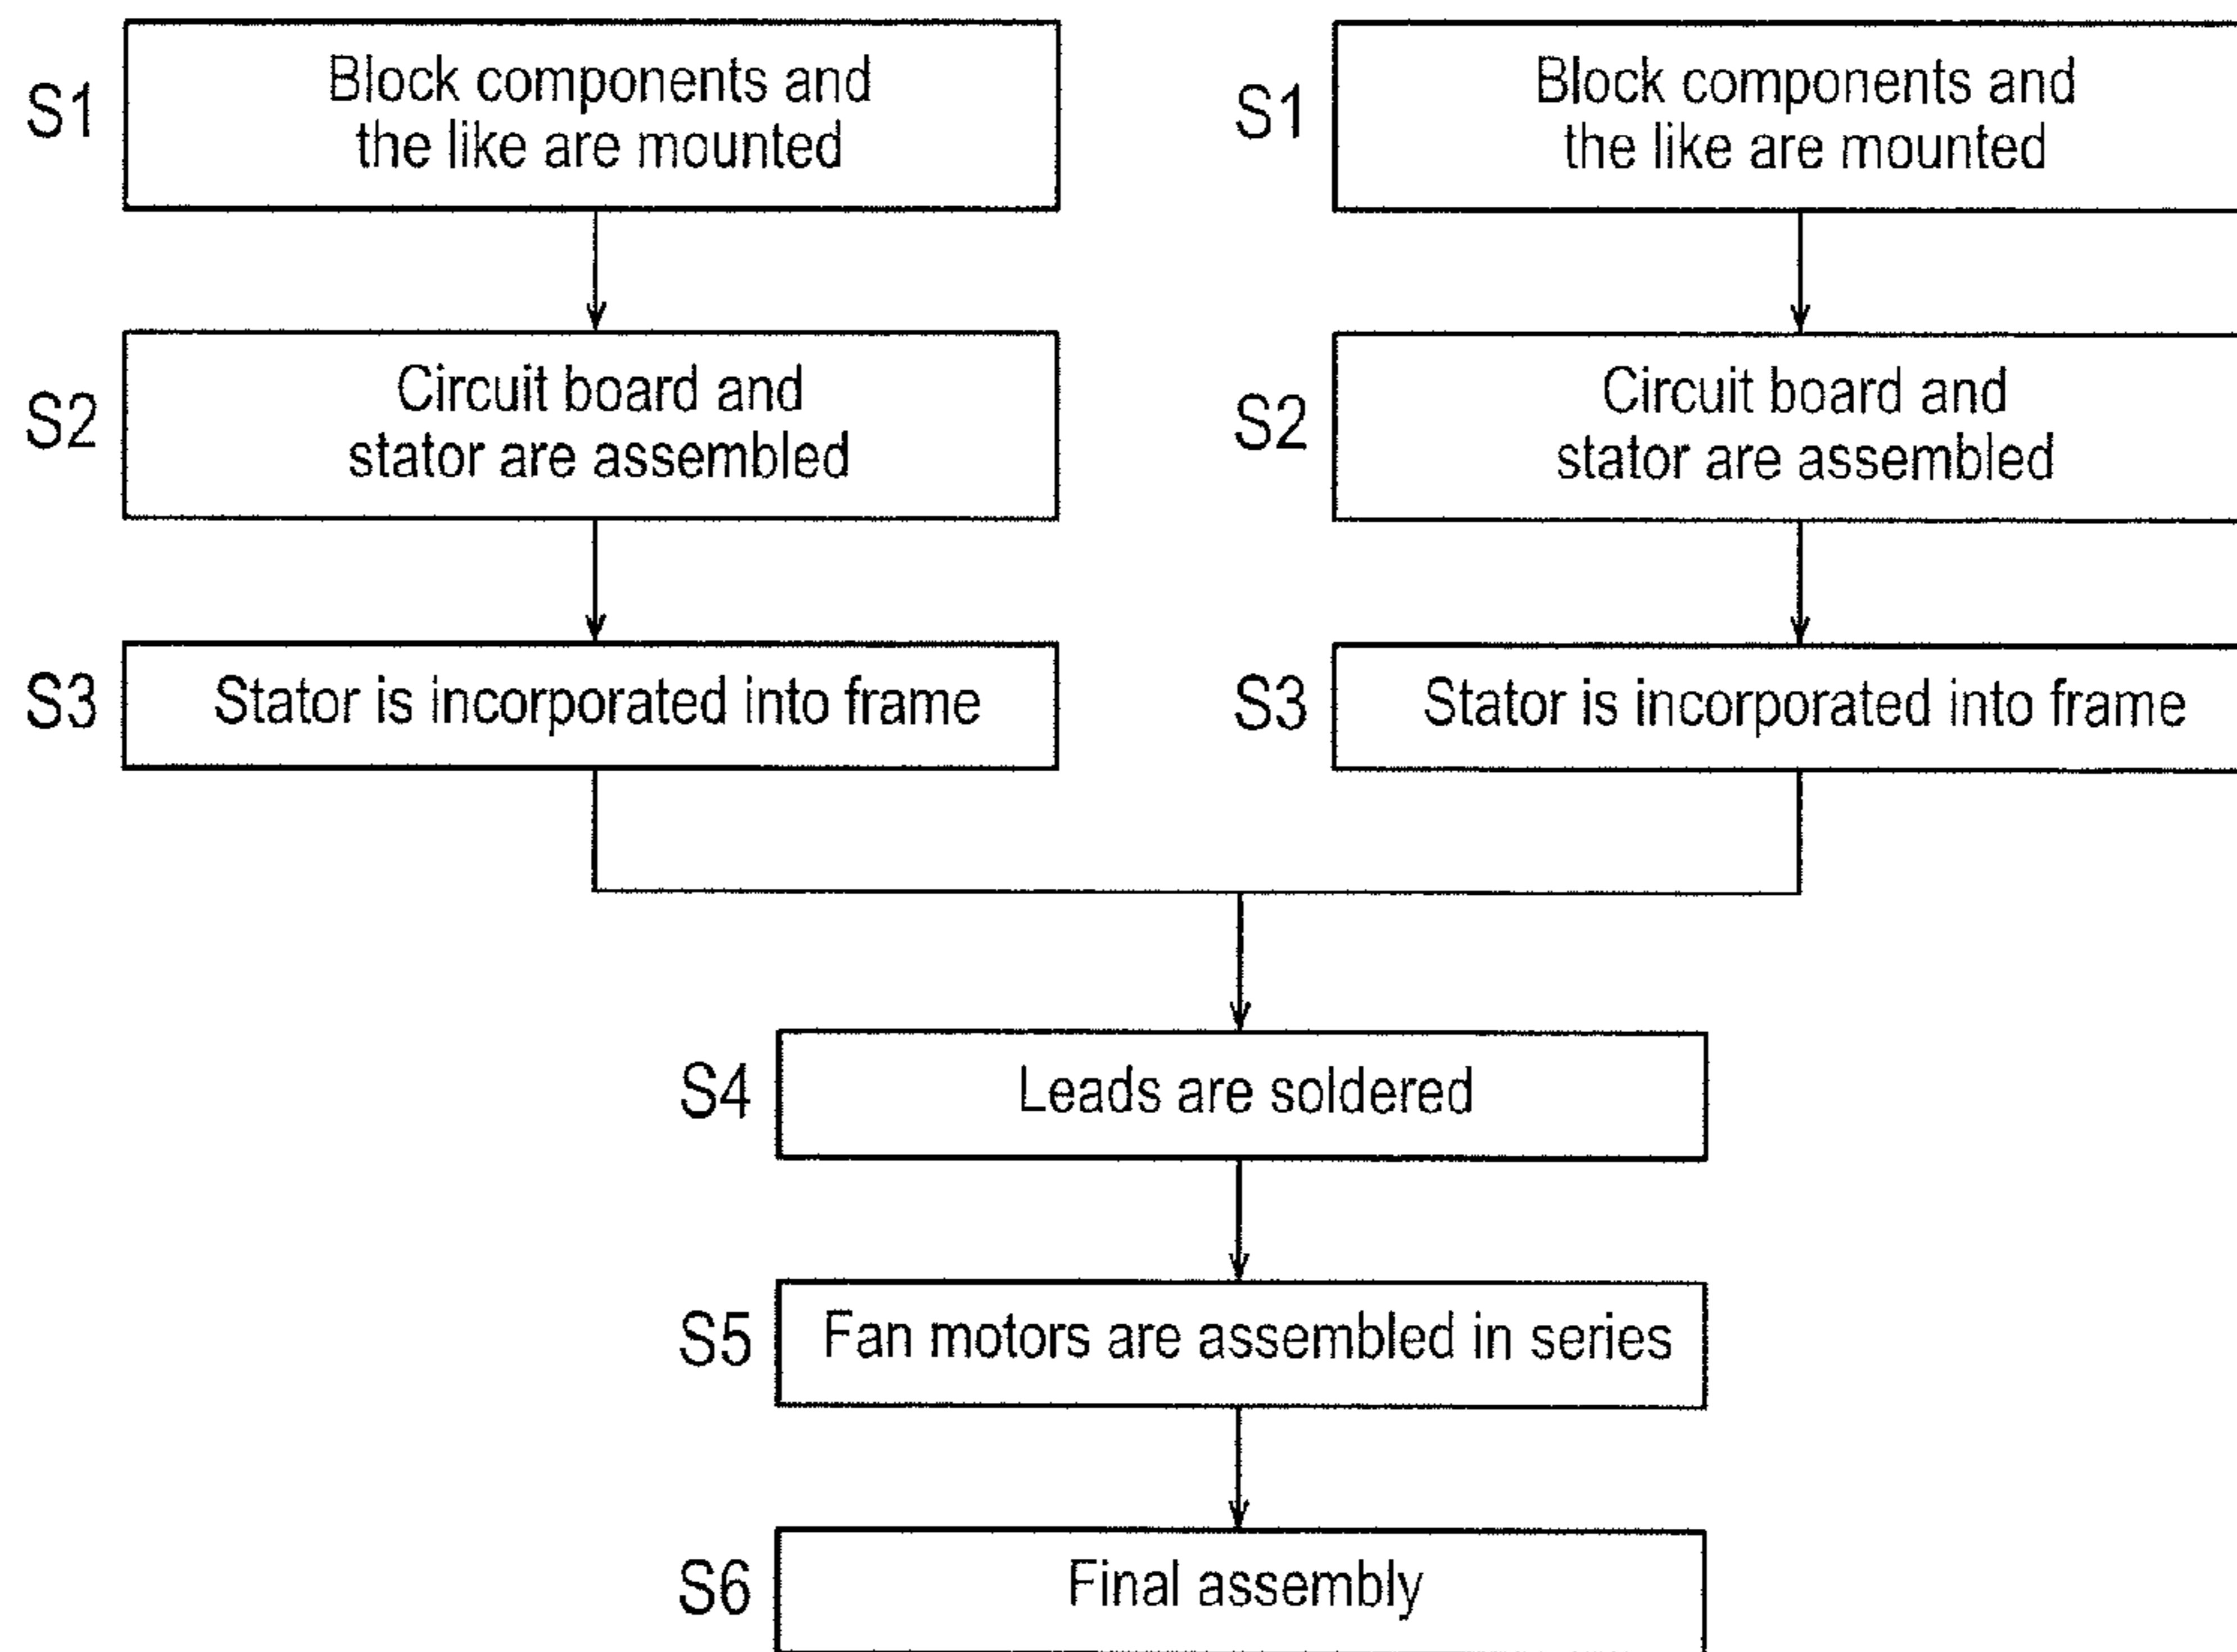 S1
Block components and
the like are mounted
S1
Block components and
the like are mounted
S2
Circuit board and
stator are assembled
S2
Circuit board and
stator are assembled
S3
Stator is incorporated into frame
S3
Stator is incorporated into frame
S4
Leads are soldered
S5
Fan motors are assembled in series
S6
Final assembly